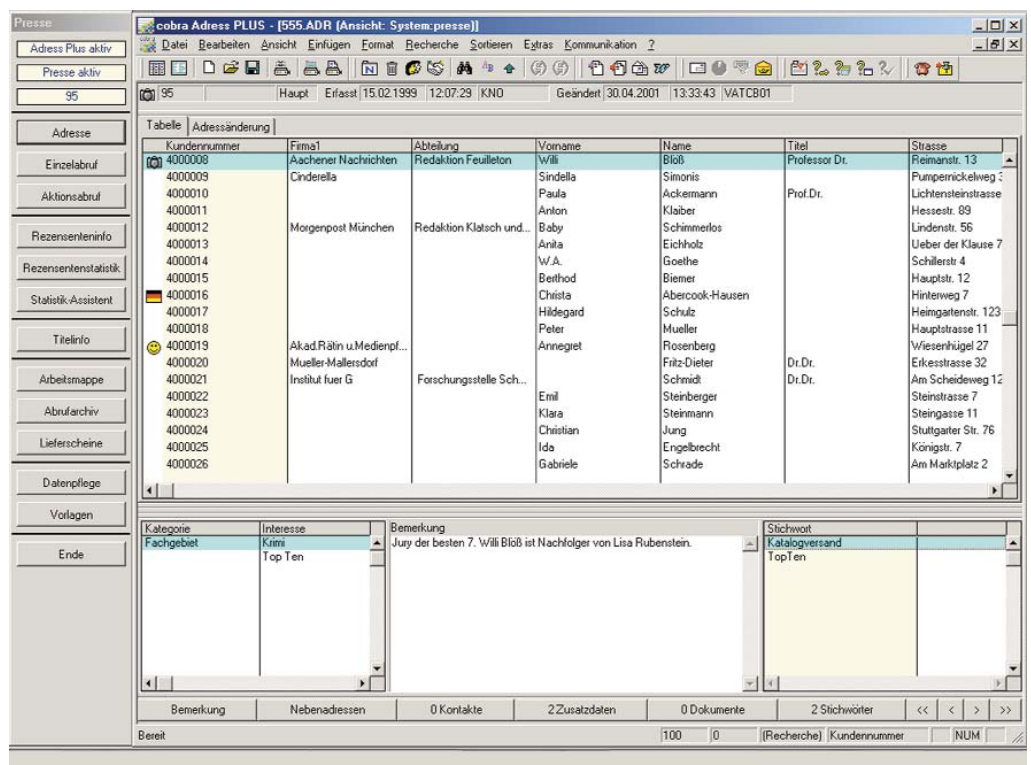 Presse
Adress Plus aktiv
Presse aktiv
95
Adresse
Einzelabruf
Aktionsabruf
Rezensenteninfo
Rezensentenstatistik
Statistik-Assistent
Titelinfo
Arbeitsmappe
Abrufarchiv
Lieferscheine
Datenpflege
Vorlagen
Ende
cobra Adress PLUS - [555.ADR (Ansicht: System:presse)]
Datei Bearbeiten Ansicht Einfügen Format Recherche Sortieren Extras Kommunikation ?
95 Haupt Erfasst 15.02.1999 12:07:29 KNO Geändert 30.04.2001 13:33:43 VATCB01
Tabelle Adressänderung
Kundennummer Firma1 Abteilung Vorname Name Titel Strasse
4000008 Aachener Nachrichten Redaktion Feuilleton Willi Blöß Professor Dr. Reimanstr. 13
4000009 Cinderella Sindella Simonis Pumpernickelweg 3
4000010 Paula Ackermann Prof.Dr. Lichtensteinstrasse
4000011 Anton Klaiber Hessestr. 89
4000012 Morgenpost München Redaktion Klatsch und... Baby Schimmerlos Lindenstr. 56
4000013 Anita Eichholz Ueber der Klause 7
4000014 W.A. Goethe Schillerstr 4
4000015 Berthod Biemer Hauptstr. 12
4000016 Christa Abercook-Hausen Hinterweg 7
4000017 Hildegard Schulz Heimgartenstr. 123
4000018 Peter Mueller Hauptstrasse 11
4000019 Akad.Rätin u.Medienpf... Annegret Rosenberg Wiesenhügel 27
4000020 Mueller-Mallersdorf Fritz-Dieter Dr.Dr. Erkesstrasse 32
4000021 Institut fuer G Forschungsstelle Sch... Schmidt Dr.Dr. Am Scheideweg 12
4000022 Emil Steinberger Steinstrasse 7
4000023 Klara Steinmann Steingasse 11
4000024 Christian Jung Stuttgarter Str. 76
4000025 Ida Engelbrecht Königstr. 7
4000026 Gabriele Schrade Am Marktplatz 2
Kategorie Interesse Bemerkung Stichwort
Fachgebiet Krimi Jury der besten 7. Willi Blöß ist Nachfolger von Lisa Rubenstein. Katalogversand
Top Ten TopTen
Bemerkung Nebenadressen 0 Kontakte 2 Zusatzdaten 0 Dokumente 2 Stichwörter << < > >>
Bereit 100 0 (Recherche) Kundennummer NUM